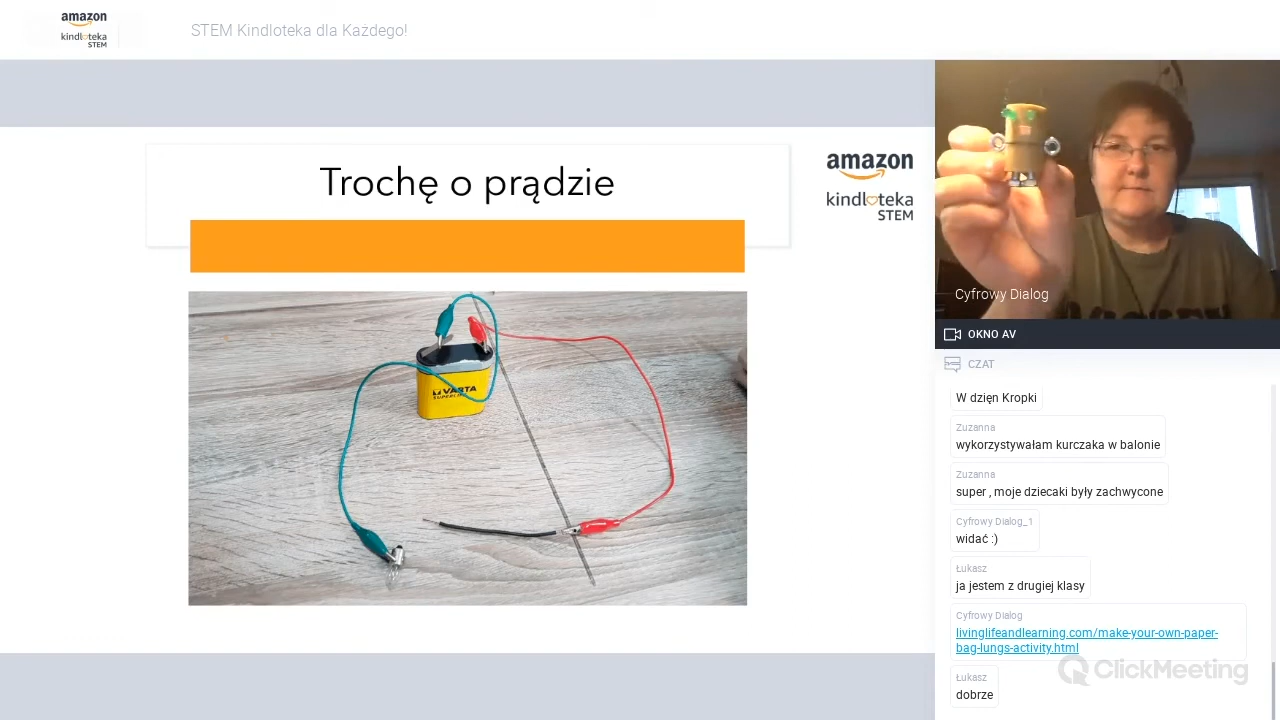 amazon
kindloteka
STEM
STEM Kindloteka dla Każdego!
Trochę o prądzie
amazon
kindloteka
STEM
VARTA
Cyfrowy Dialog
OKNO AV
CZAT
W dzięn Kropki
Zuzanna
wykorzystywałam kurczaka w balonie
Zuzanna
super , moje dziecaki były zachwycone
Cyfrowy Dialog_1
widać :)
Łukasz
ja jestem z drugiej klasy
Cyfrowy Dialog
livinglifeandlearning.com/make-your-own-paper-
bag-lungs-activity.html
ClickMeeting
Łukasz
dobrze